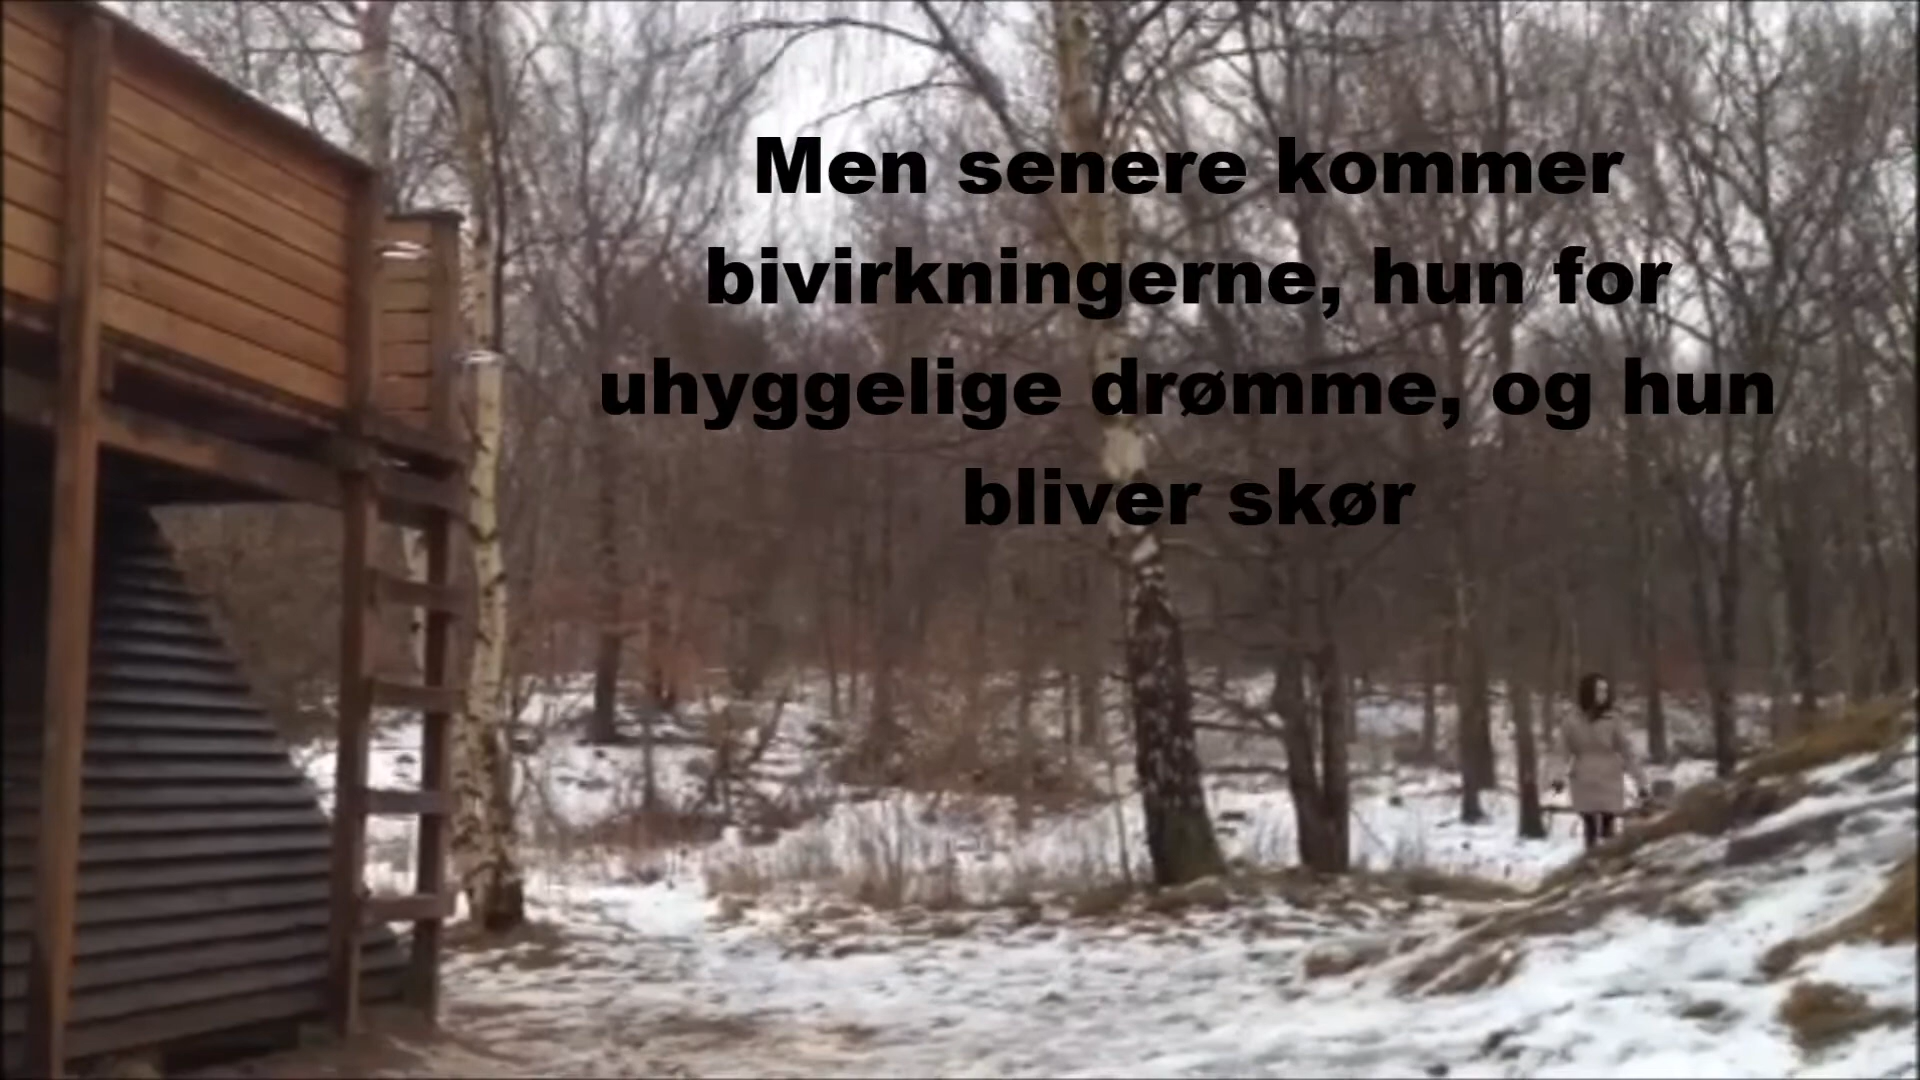 Men senere kommer
bivirkningerne, hun for
uhyggelige drømme, og hun
bliver skør